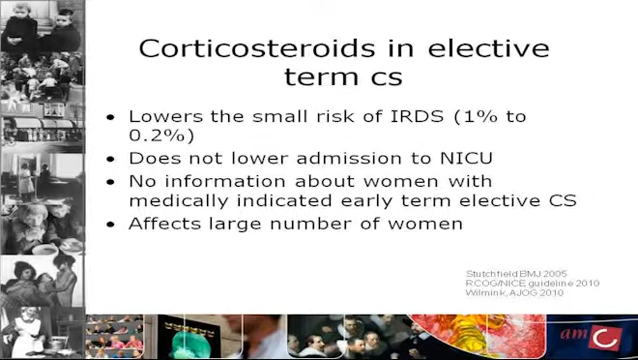 Corticosteroids in elective
term cs
• Lowers the small risk of IRDS (1% to
0.2%)
• Does not lower admission to NICU
• No information about women with
medically indicated early term elective CS
• Affects large number of women
Stutchfield BMJ 2005
RCOG/NICE guideline 2010
Wilmink, AJOG 2010
amc